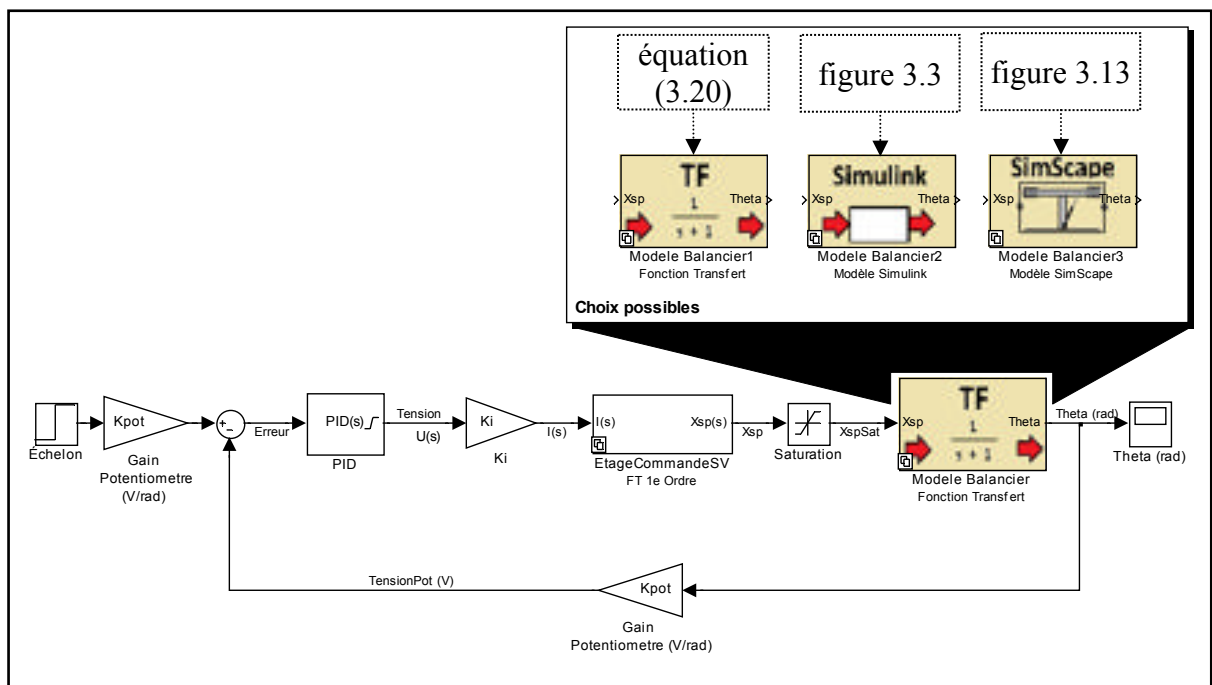 équation
(3.20)
figure 3.3
figure 3.13
TF
Xsp
Theta
1
s + 1
Modele Balancier1
Fonction Transfert
Simulink
Xsp
Theta
Modele Balancier2
Modèle Simulink
SimScape
Xsp
Theta
Modele Balancier3
Modèle SimScape
Choix possibles
Échelon
Kpot
Gain
Potentiometre
(V/rad)
+
-
Erreur
PID(s)
PID
Tension
U(s)
Ki
Ki
I(s)
I(s)
Xsp(s)
EtageCommandeSV
FT 1e Ordre
Xsp
Saturation
XspSat
TF
Xsp
Theta
1
s + 1
Modele Balancier
Fonction Transfert
Theta (rad)
Theta (rad)
TensionPot (V)
Kpot
Gain
Potentiometre (V/rad)